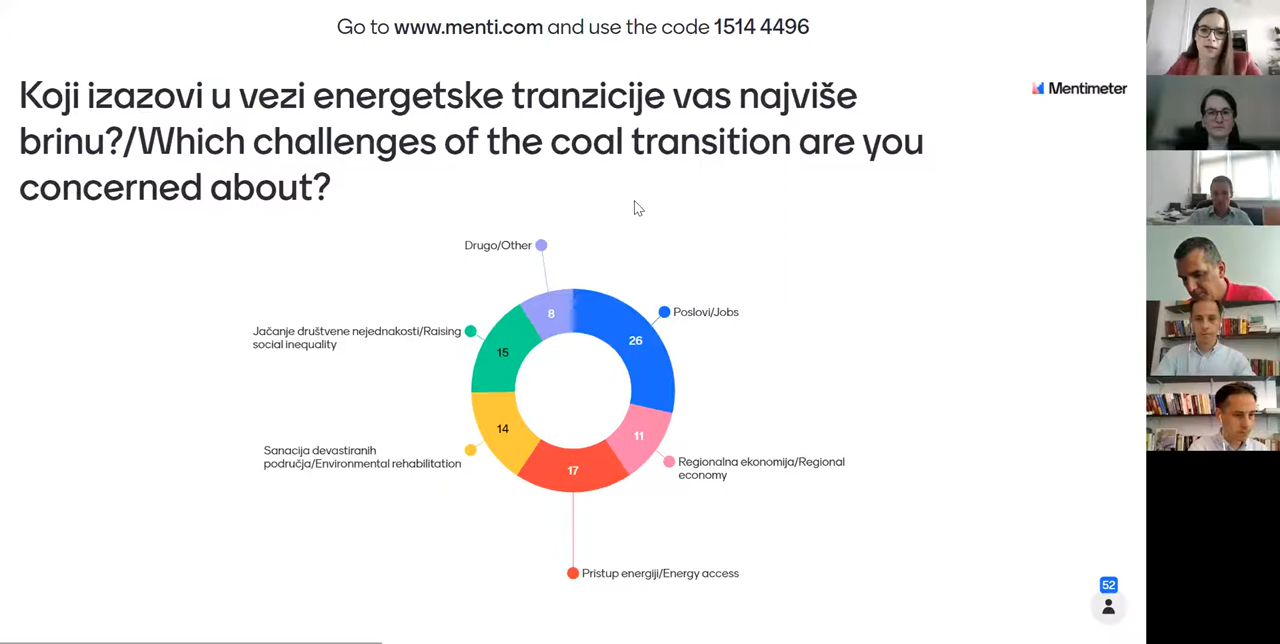 Go to www.menti.com and use the code 1514 4496
Koji izazovi u vezi energetske tranzicije vas najviše
brinu?/Which challenges of the coal transition are you
concerned about?
Mentimeter
Drugo/Other
8
Poslovi/Jobs
26
Jačanje društvene nejednakosti/Raising
social inequality
15
Sanacija devastiranih
područja/Environmental rehabilitation
14
11
Regionalna ekonomija/Regional
economy
17
Pristup energiji/Energy access
52